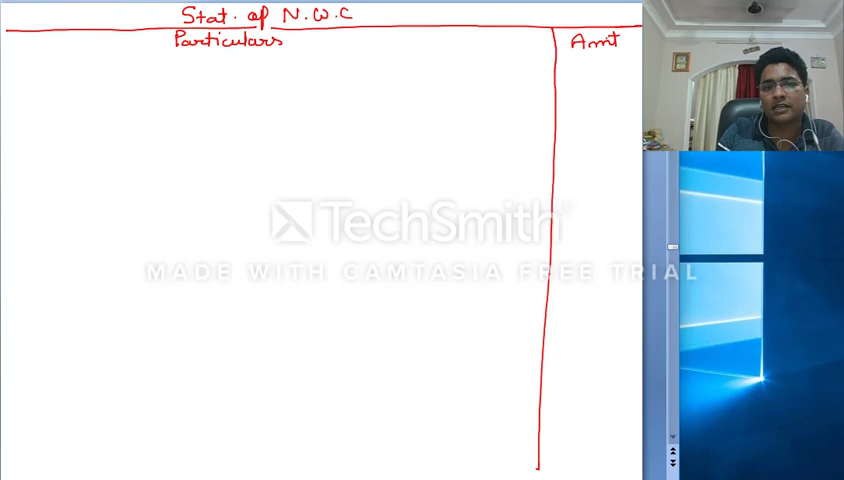 Stat. of N.W.C
Particulars
Amt
TechSmith
MADE WITH CAMTASIA FREE TRIAL